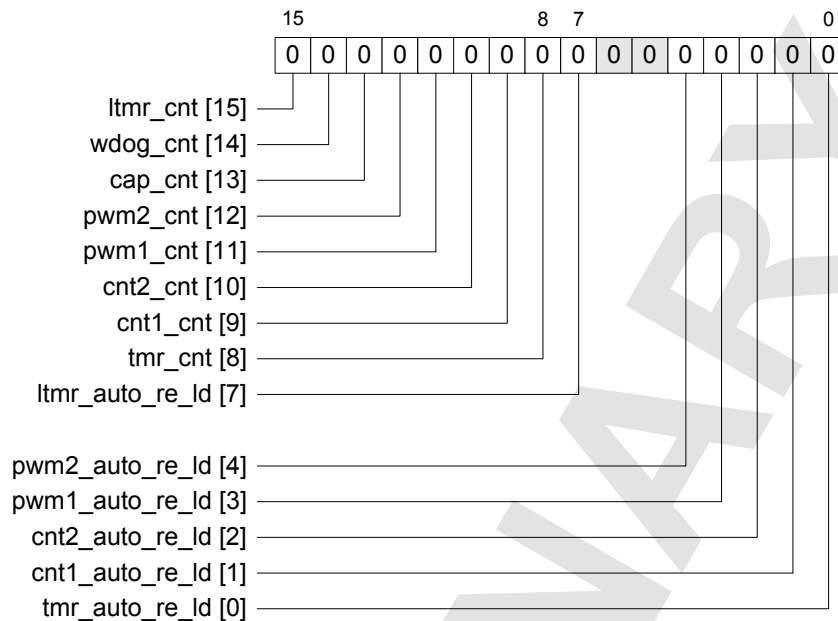 15 8 7 0
0 0 0 0 0 0 0 0 0 0 0 0 0 0 0 0
ltmr_cnt [15]
wdog_cnt [14]
cap_cnt [13]
pwm2_cnt [12]
pwm1_cnt [11]
cnt2_cnt [10]
cnt1_cnt [9]
tmr_cnt [8]
ltmr_auto_re_ld [7]
pwm2_auto_re_ld [4]
pwm1_auto_re_ld [3]
cnt2_auto_re_ld [2]
cnt1_auto_re_ld [1]
tmr_auto_re_ld [0]
NARY